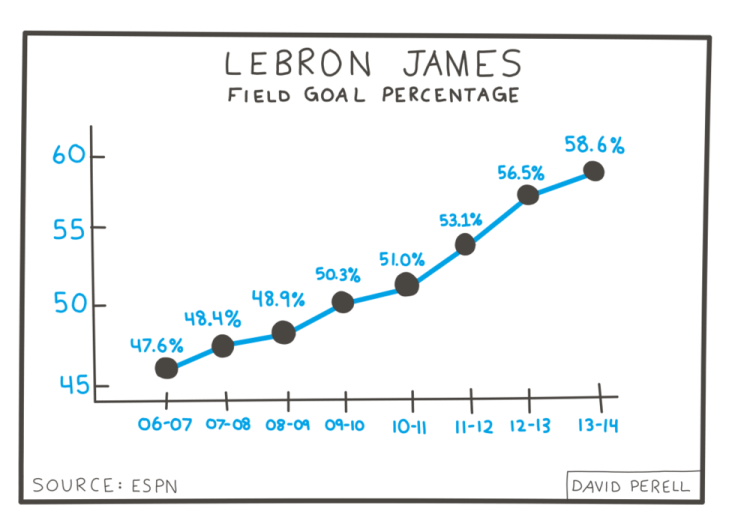 LEBRON JAMES
FIELD GOAL PERCENTAGE
60
55
50
45
47.6%
48.4%
48.9%
50.3%
51.0%
53.1%
56.5%
58.6%
06-07 07-08 08-09 09-10 10-11 11-12 12-13 13-14
SOURCE: ESPN
DAVID PERELL